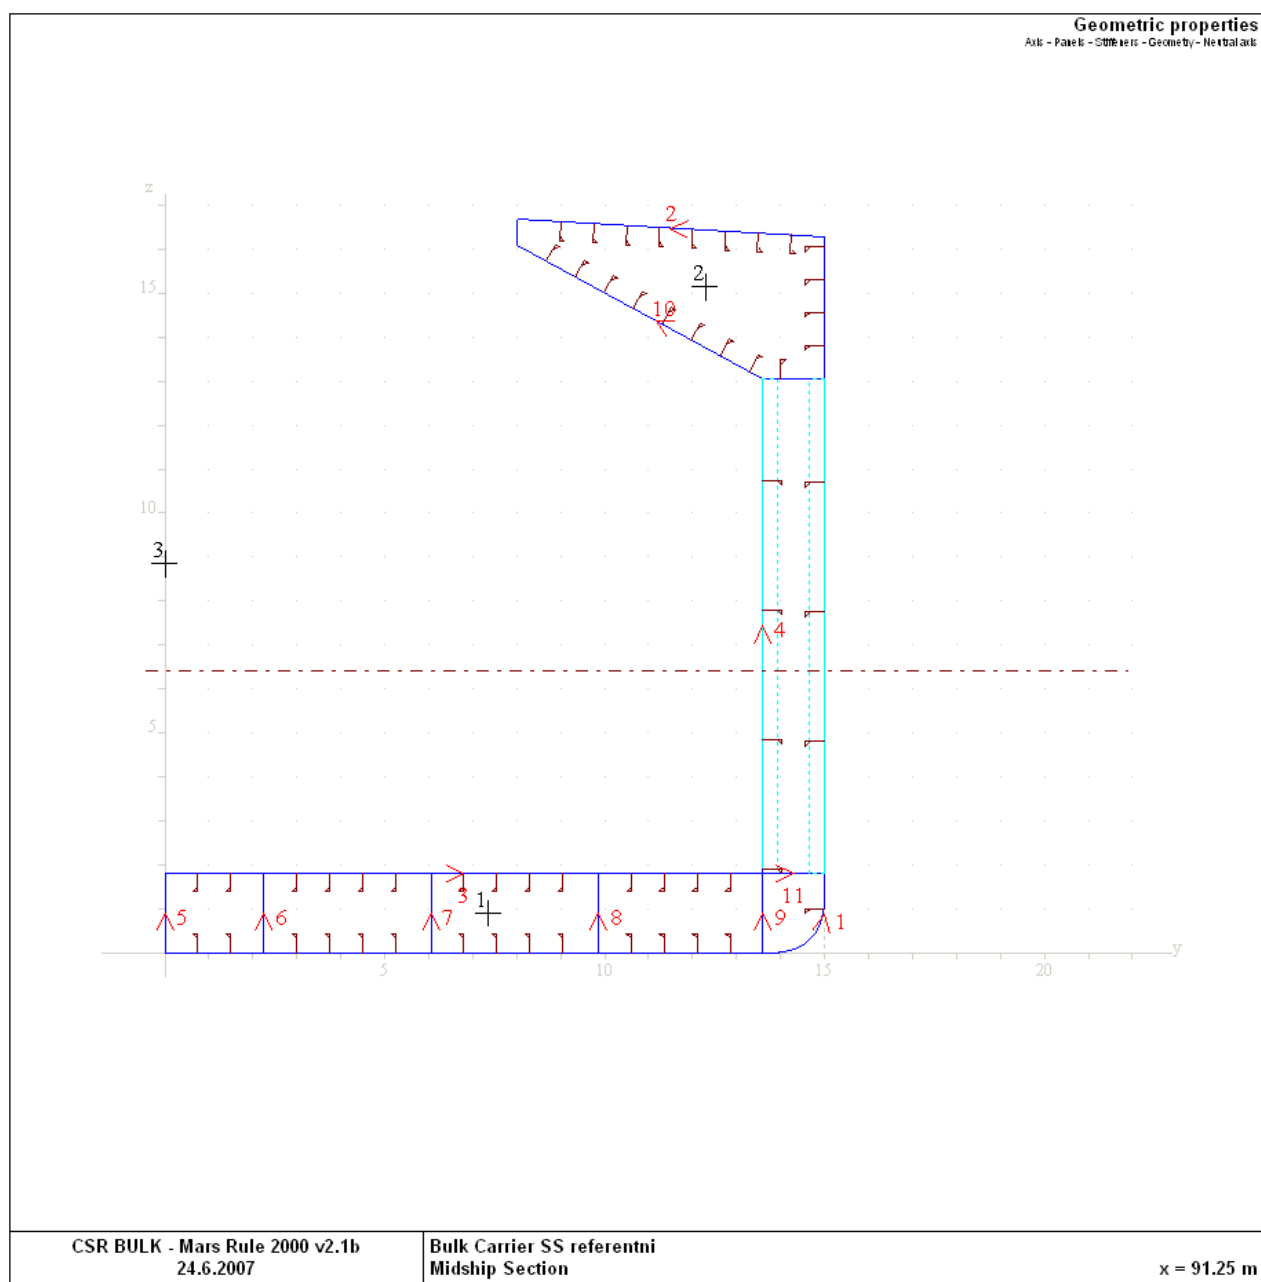 Geometric properties
Axis - Panels - Stiffeners - Geometry - Neutral axis
z
2
2
15
10
10
3
4
5
3
1
11
5
6
7
8
9
1
y
5
10
15
20
CSR BULK - Mars Rule 2000 v2.1b
24.6.2007
Bulk Carrier SS referentni
Midship Section
x = 91.25 m